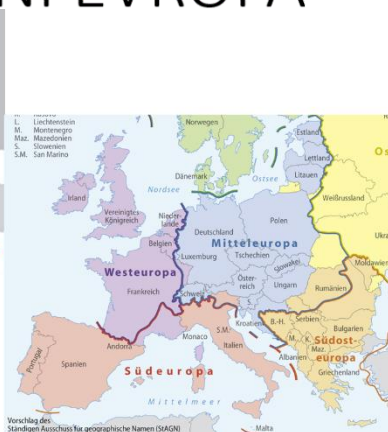 NI EVROPA
L. Liechtenstein
M. Montenegro
Maz. Mazedonien
S. Slowenien
S.M. San Marino
Norwegen
Estland
Lettland
Litauen
Dänemark
Ostsee
Nordsee
Irland
Vereinigtes
Königreich
Nieder-
lande
Belgien
Deutschland
Polen
Weißrussland
Mitteleuropa
Luxemburg
Tschechien
Slowakei
Westeuropa
Frankreich
Schweiz
Öster-
reich
Ungarn
Rumänien
Moldawien
S.
Kroatien
B.-H.
Serbien
Bulgarien
Monaco
S.M.
Italien
M.
K.
Maz.
Südost-
europa
Albanien
Griechenland
Andorra
Portugal
Spanien
Südeuropa
Mittelmeer
Malta
Vorschlag des
Ständigen Ausschuss für geographische Namen (StAGN)